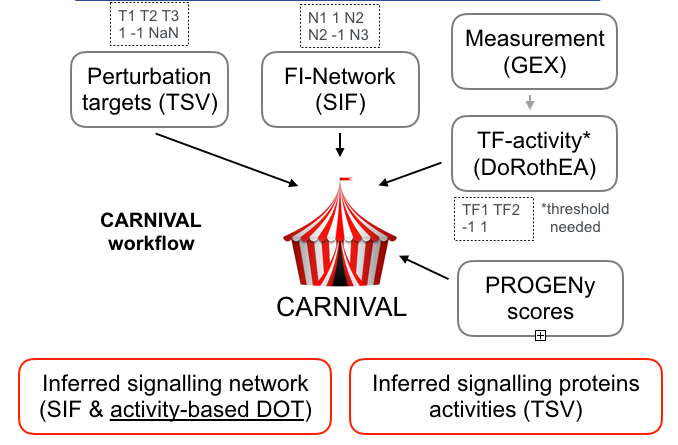 T1 T2 T3
1 -1 NaN
Perturbation
targets (TSV)
N1 1 N2
N2 -1 N3
FI-Network
(SIF)
Measurement
(GEX)
TF-activity*
(DoRothEA)
TF1 TF2
-1 1
*threshold
needed
CARNIVAL
workflow
CARNIVAL
PROGENy
scores
Inferred signalling network
(SIF & activity-based DOT)
Inferred signalling proteins
activities (TSV)